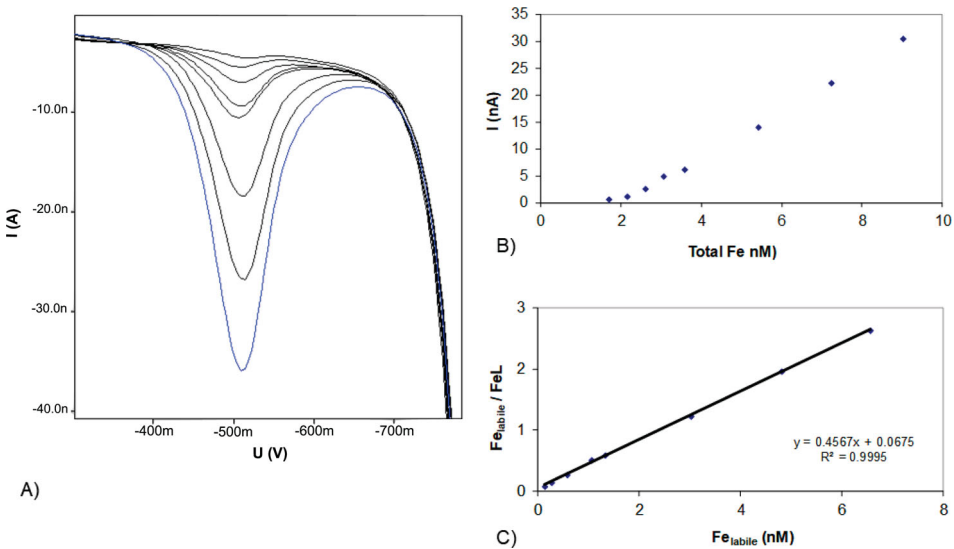 -10.0n
-20.0n
-30.0n
-40.0n
I (A)
-400m
-500m
-600m
-700m
U (V)
A)
35
30
25
20
15
10
5
0
I (nA)
0
2
4
6
8
10
Total Fe nM)
B)
3
2
1
0
Felabile / FeL
y = 0.4567x + 0.0675
R² = 0.9995
0
2
4
6
8
Felabile (nM)
C)